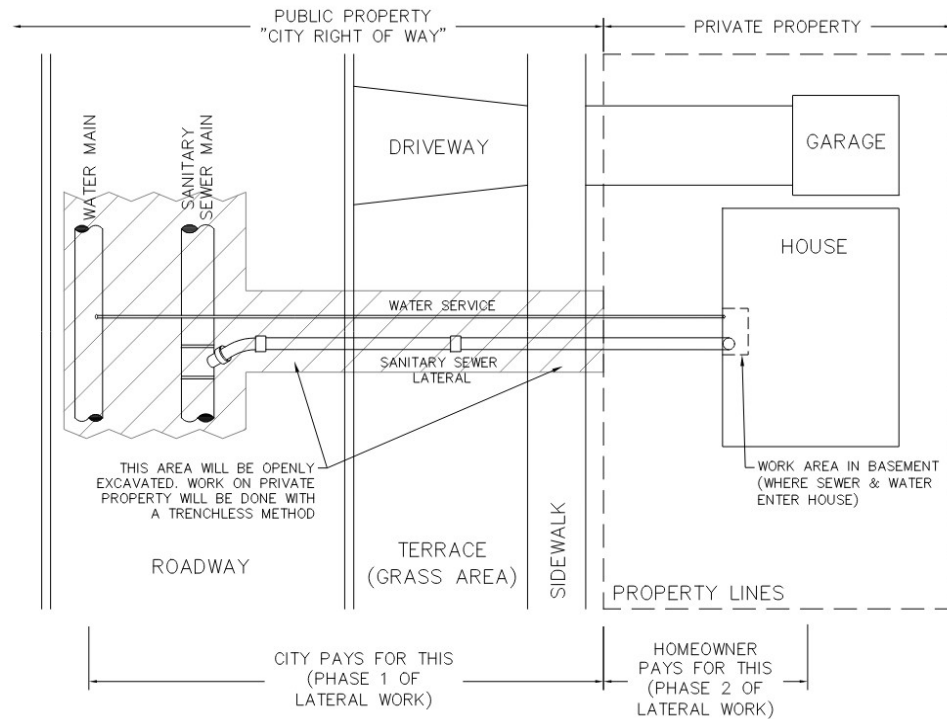 PUBLIC PROPERTY
"CITY RIGHT OF WAY"
PRIVATE PROPERTY
WATER MAIN
SANITARY
SEWER MAIN
DRIVEWAY
GARAGE
HOUSE
WATER SERVICE
SANITARY SEWER
LATERAL
THIS AREA WILL BE OPENLY
EXCAVATED. WORK ON PRIVATE
PROPERTY WILL BE DONE WITH
A TRENCHLESS METHOD
WORK AREA IN BASEMENT
(WHERE SEWER & WATER
ENTER HOUSE)
ROADWAY
TERRACE
(GRASS AREA)
SIDEWALK
PROPERTY LINES
CITY PAYS FOR THIS
(PHASE 1 OF
LATERAL WORK)
HOMEOWNER
PAYS FOR THIS
(PHASE 2 OF
LATERAL WORK)